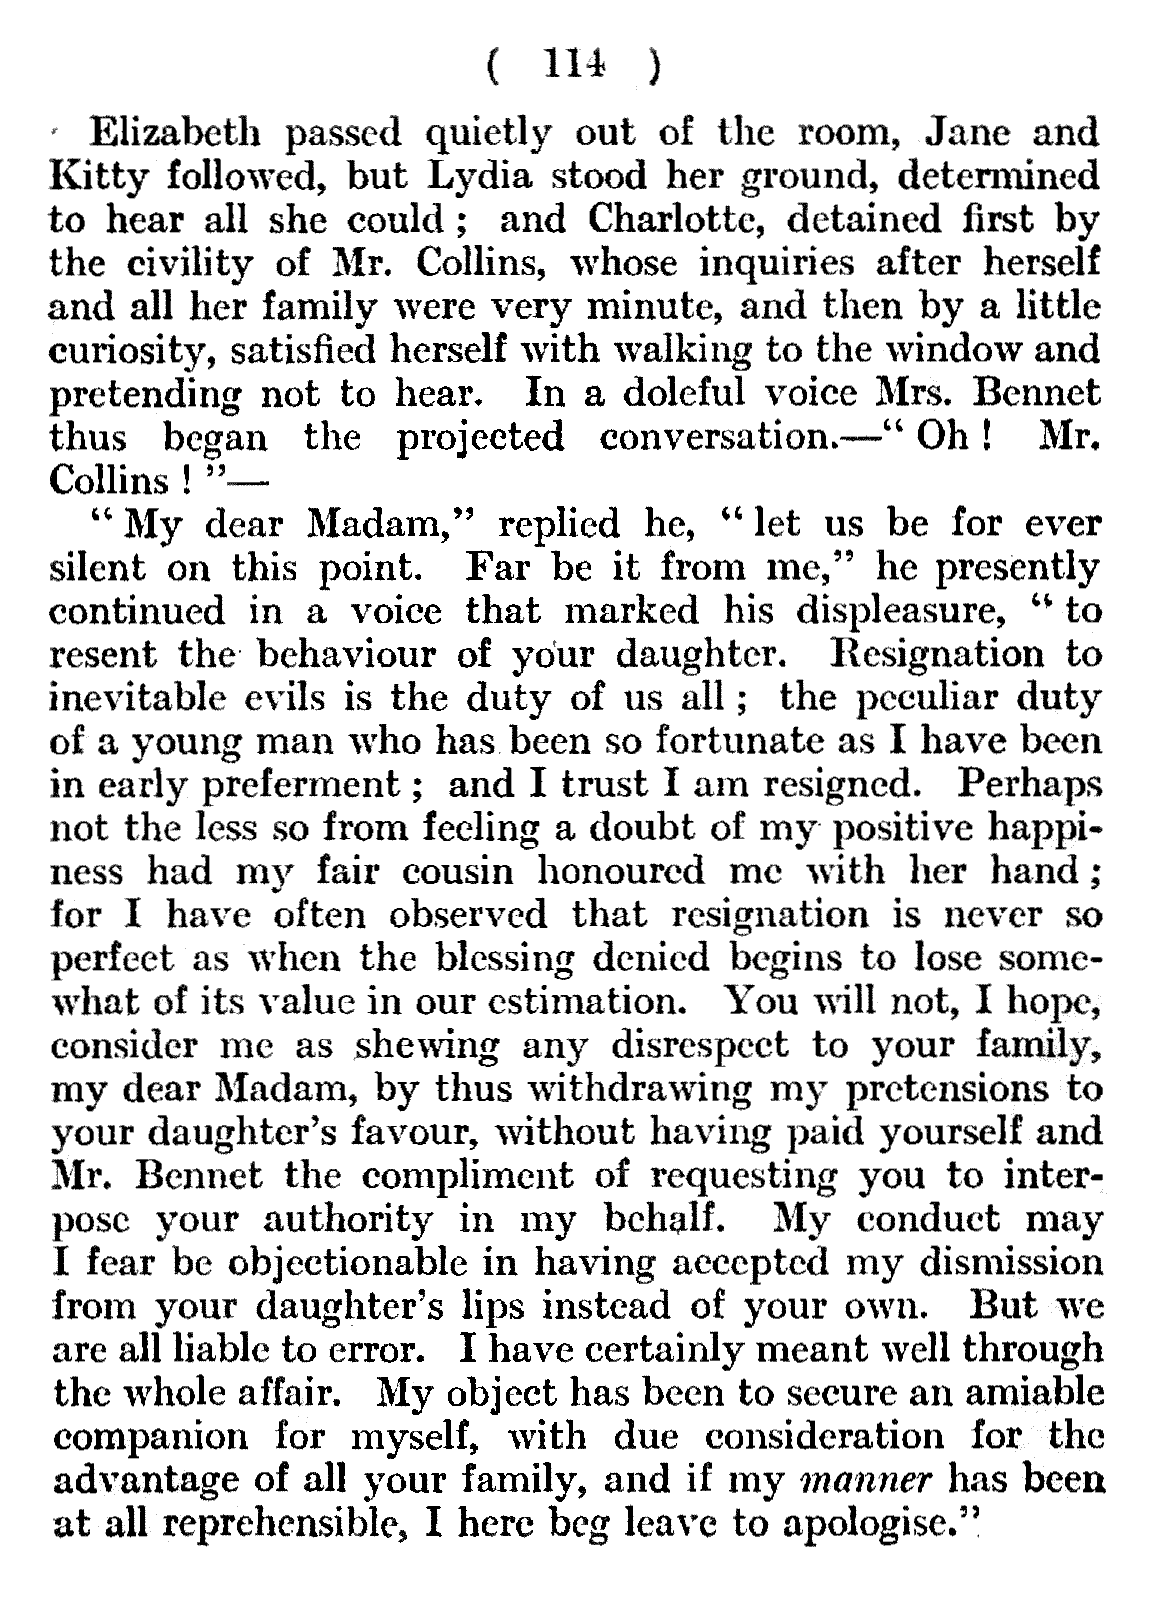 ( 114 )
Elizabeth passed quietly out of the room, Jane and
Kitty followed, but Lydia stood her ground, determined
to hear all she could ; and Charlotte, detained first by
the civility of Mr. Collins, whose inquiries after herself
and all her family were very minute, and then by a little
curiosity, satisfied herself with walking to the window and
pretending not to hear. In a doleful voice Mrs. Bennet
thus began the projected conversation.—“ Oh ! Mr.
Collins ! ”—
“ My dear Madam,” replied he, “ let us be for ever
silent on this point. Far be it from me,” he presently
continued in a voice that marked his displeasure, “ to
resent the behaviour of your daughter. Resignation to
inevitable evils is the duty of us all ; the peculiar duty
of a young man who has been so fortunate as I have been
in early preferment ; and I trust I am resigned. Perhaps
not the less so from feeling a doubt of my positive happi-
ness had my fair cousin honoured me with her hand ;
for I have often observed that resignation is never so
perfect as when the blessing denied begins to lose some-
what of its value in our estimation. You will not, I hope,
consider me as shewing any disrespect to your family,
my dear Madam, by thus withdrawing my pretensions to
your daughter’s favour, without having paid yourself and
Mr. Bennet the compliment of requesting you to inter-
pose your authority in my behalf. My conduct may
I fear be objectionable in having accepted my dismission
from your daughter’s lips instead of your own. But we
are all liable to error. I have certainly meant well through
the whole affair. My object has been to secure an amiable
companion for myself, with due consideration for the
advantage of all your family, and if my manner has been
at all reprehensible, I here beg leave to apologise.”